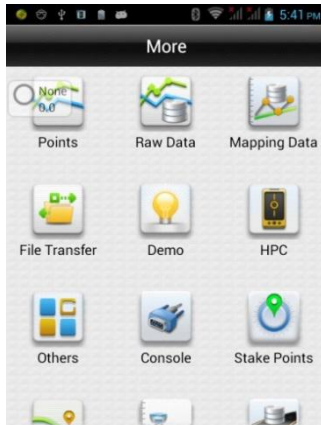 5:41 PM
More
None
0.0
Points
Raw Data
Mapping Data
File Transfer
Demo
HPC
Others
Console
Stake Points